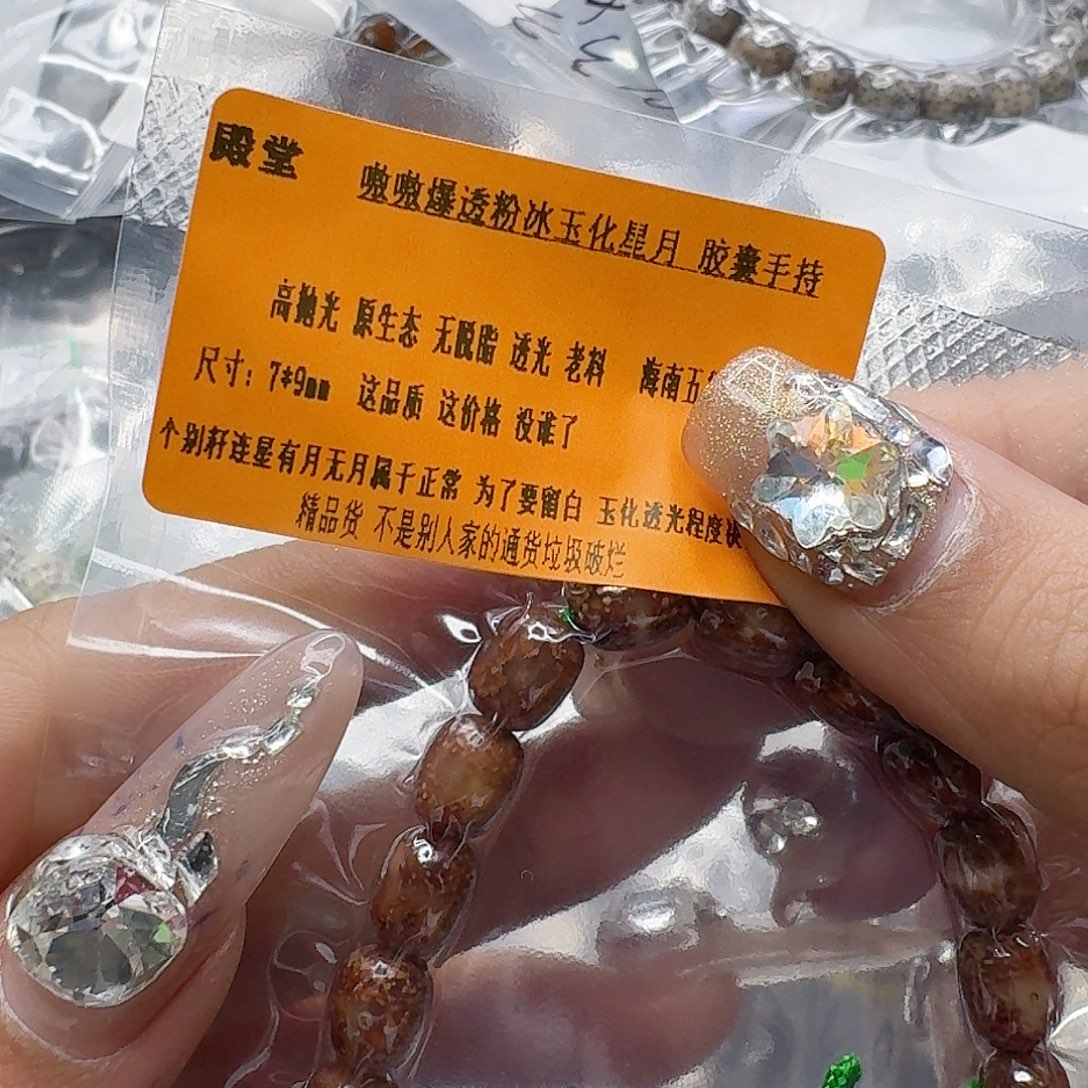 殿堂
嗷嗷爆透粉冰玉化星月 胶囊手持
高抛光 原生态 无脱脂 透光 老料 海南五
尺寸：7*9mm 这品质 这价格 没谁了
个别轩连星有月无月属于正常 为了要留白 玉化透光程度
精品货 不是别人家的通货垃圾破烂